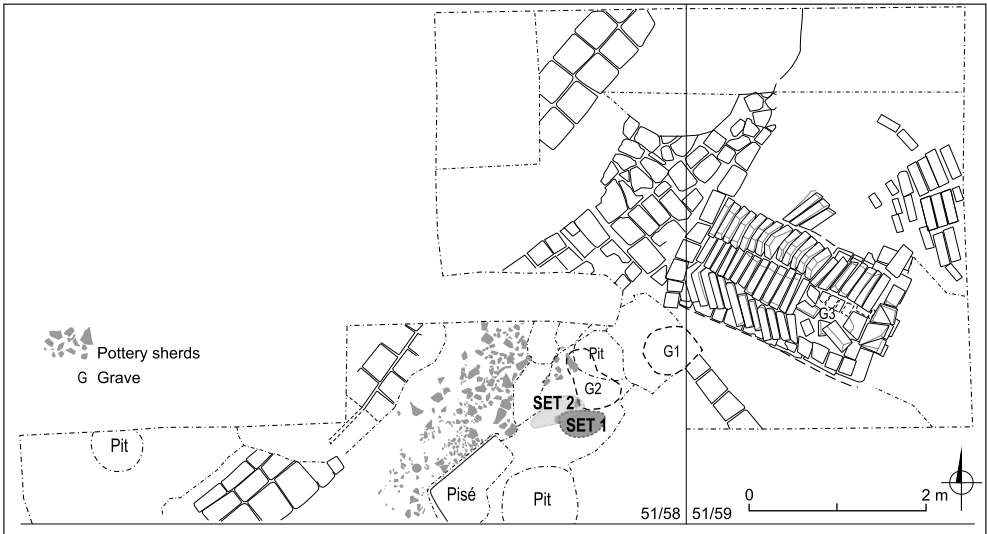 Pottery sherds
G Grave
Pit
Pit
G1
G2
G3
SET 2
SET 1
Pisé
Pit
51/58
51/59
0
2 m